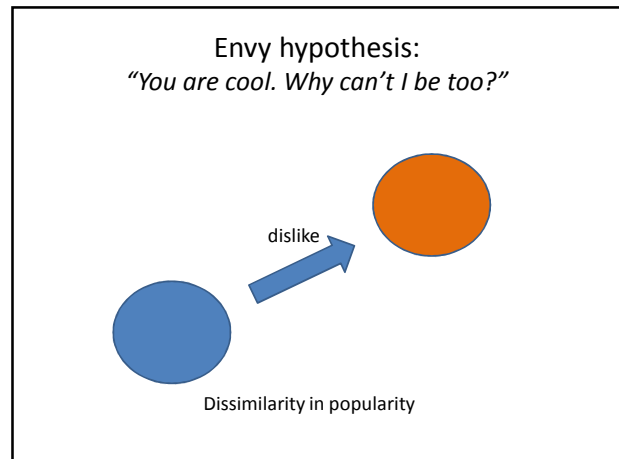 Envy hypothesis:
“You are cool. Why can’t I be too?”
dislike
Dissimilarity in popularity